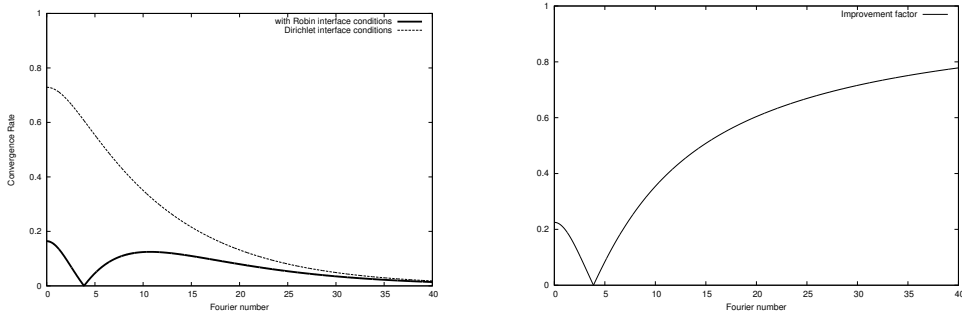 1
0.8
0.6
0.4
0.2
0
Convergence Rate
with Robin interface conditions
Dirichlet interface conditions
0 5 10 15 20 25 30 35 40
Fourier number
1
0.8
0.6
0.4
0.2
0
Improvement factor
0 5 10 15 20 25 30 35 40
Fourier number